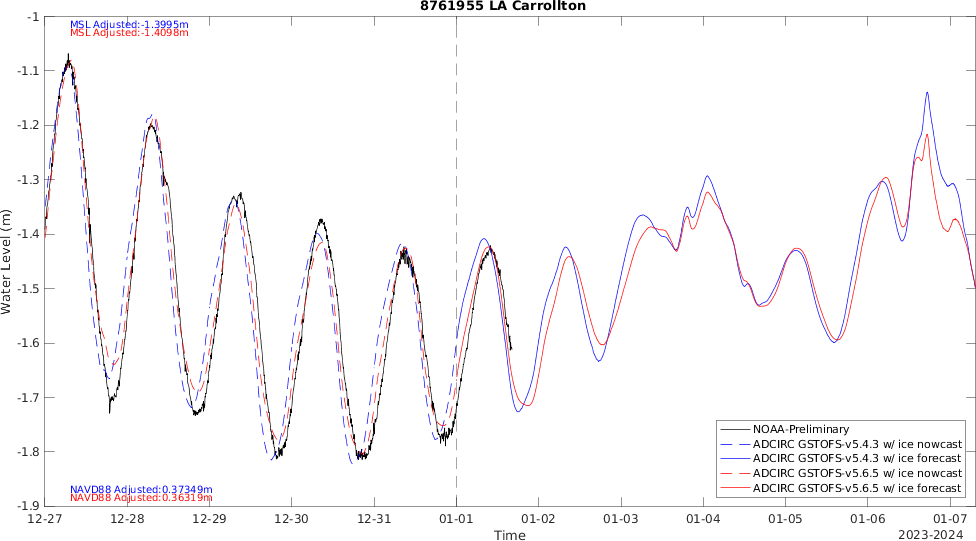 8761955 LA Carrollton
MSL Adjusted:-1.3995m
MSL Adjusted:-1.4098m
-1
-1.1
-1.2
-1.3
-1.4
-1.5
-1.6
-1.7
-1.8
-1.9
Water Level (m)
NAVD88 Adjusted:0.37349m
NAVD88 Adjusted:0.36319m
NOAA-Preliminary
ADCIRC GSTOFS-v5.4.3 w/ ice nowcast
ADCIRC GSTOFS-v5.4.3 w/ ice forecast
ADCIRC GSTOFS-v5.6.5 w/ ice nowcast
ADCIRC GSTOFS-v5.6.5 w/ ice forecast
12-27 12-28 12-29 12-30 12-31 01-01 01-02 01-03 01-04 01-05 01-06 01-07
Time
2023-2024